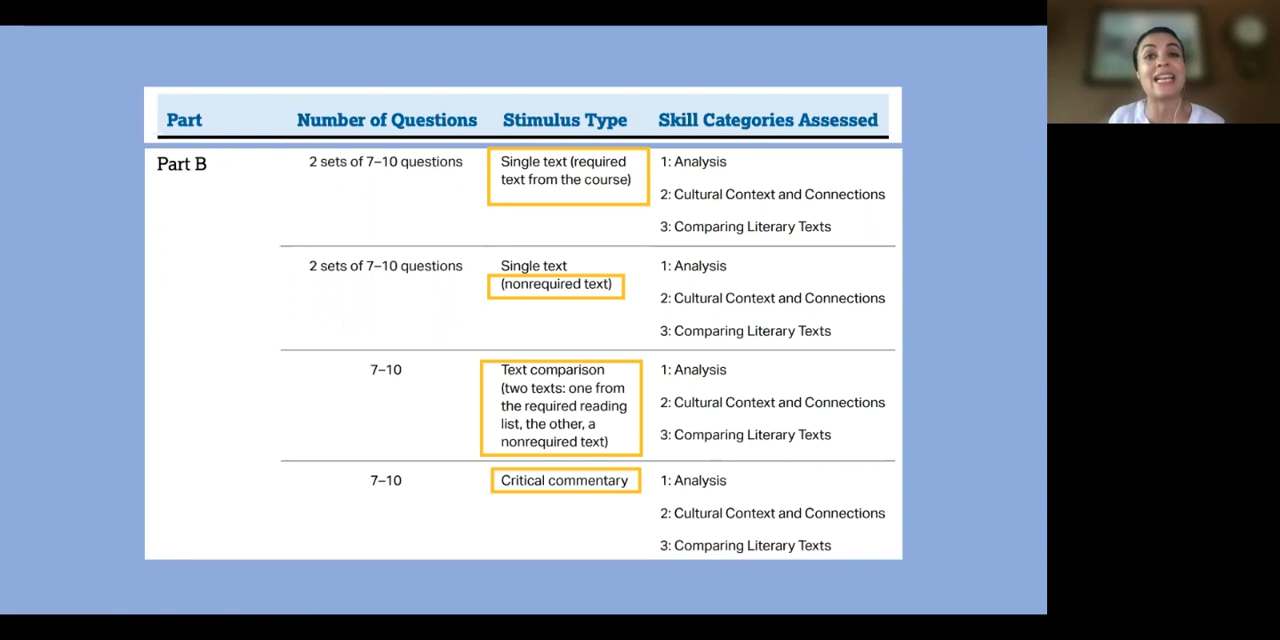 Part Number of Questions Stimulus Type Skill Categories Assessed
Part B
2 sets of 7–10 questions
Single text (required
text from the course)
1: Analysis
2: Cultural Context and Connections
3: Comparing Literary Texts
2 sets of 7–10 questions
Single text
(nonrequired text)
1: Analysis
2: Cultural Context and Connections
3: Comparing Literary Texts
7–10
Text comparison
(two texts: one from
the required reading
list, the other, a
nonrequired text)
1: Analysis
2: Cultural Context and Connections
3: Comparing Literary Texts
7–10
Critical commentary
1: Analysis
2: Cultural Context and Connections
3: Comparing Literary Texts